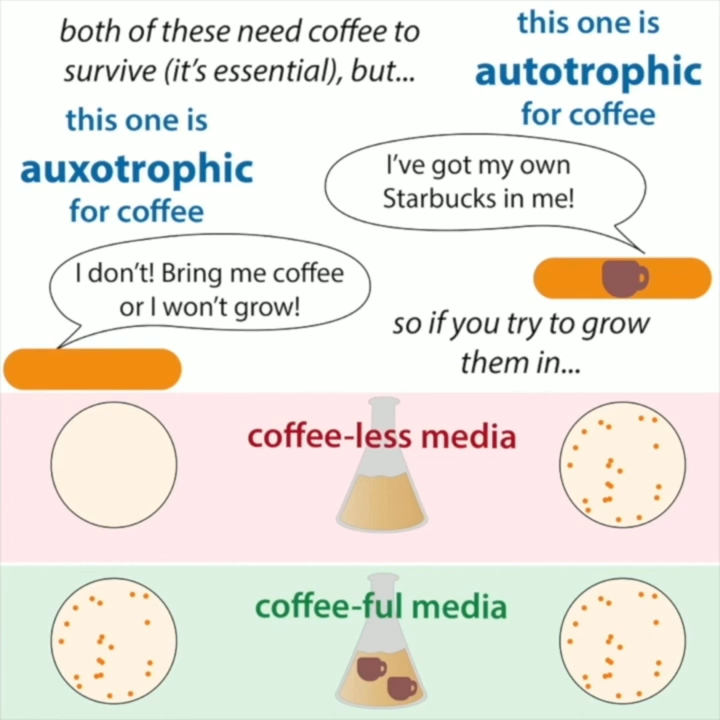 both of these need coffee to
survive (it's essential), but...
this one is
auxotrophic
for coffee
I don't! Bring me coffee
or I won't grow!
this one is
autotrophic
for coffee
I've got my own
Starbucks in me!
so if you try to grow
them in...
coffee-less media
coffee-ful media